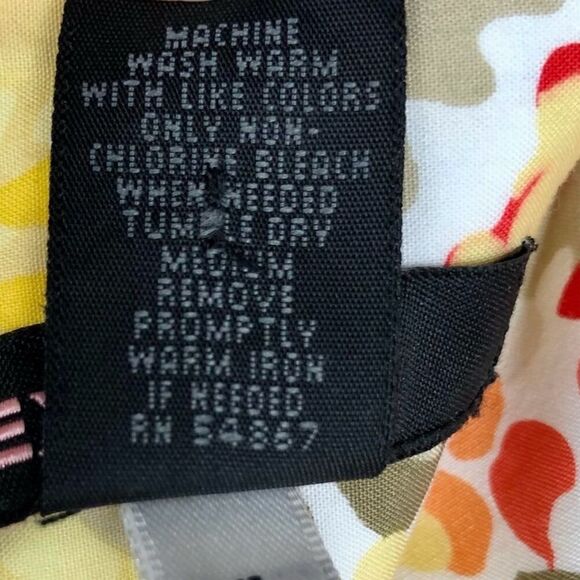 MACHINE
WASH WARM
WITH LIKE COLORS
ONLY NON-
CHLORINE BLEACH
WHEN NEEDED
TUMBLE DRY
MEDIUM
REMOVE
PROMPTLY
WARM IRON
IF NEEDED
RN 54867